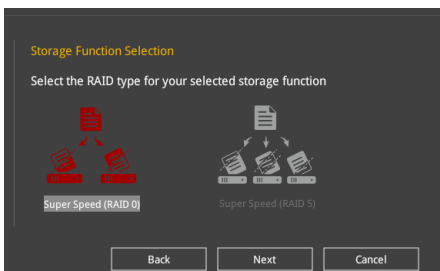 Storage Function Selection
Select the RAID type for your selected storage function
Super Speed (RAID 0)
Super Speed (RAID 5)
Back
Next
Cancel